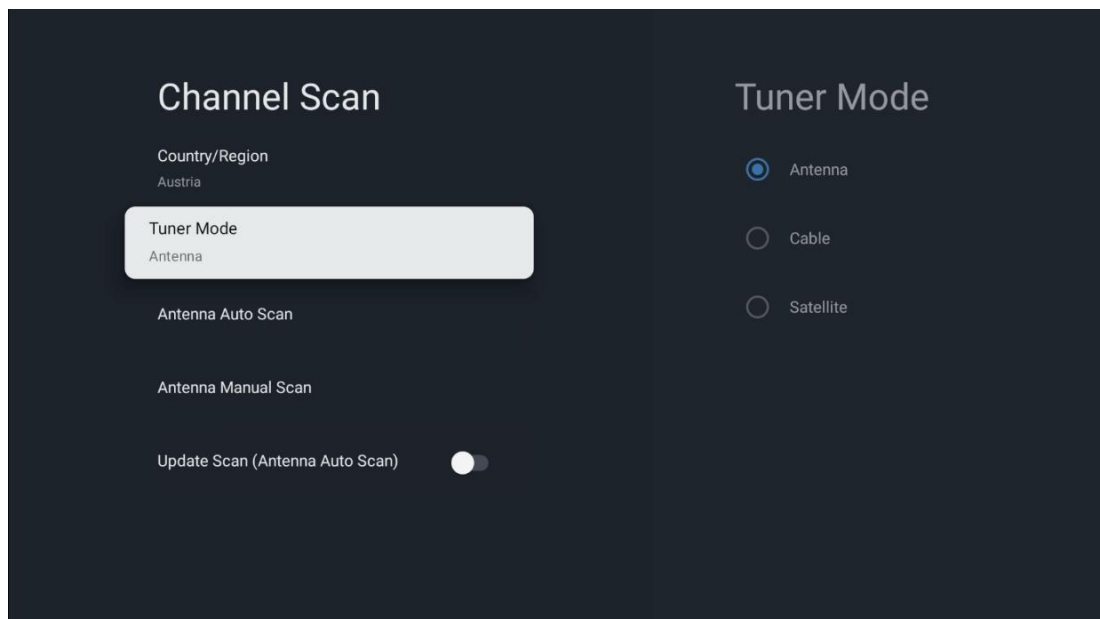 Channel Scan
Country/Region
Austria
Tuner Mode
Antenna
Antenna Auto Scan
Antenna Manual Scan
Update Scan (Antenna Auto Scan)
Tuner Mode
Antenna
Cable
Satellite